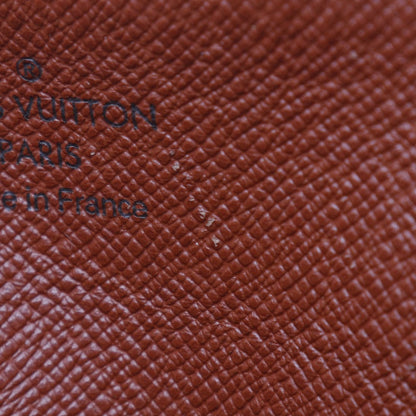 ®
S VUITTON
PARIS
e in France